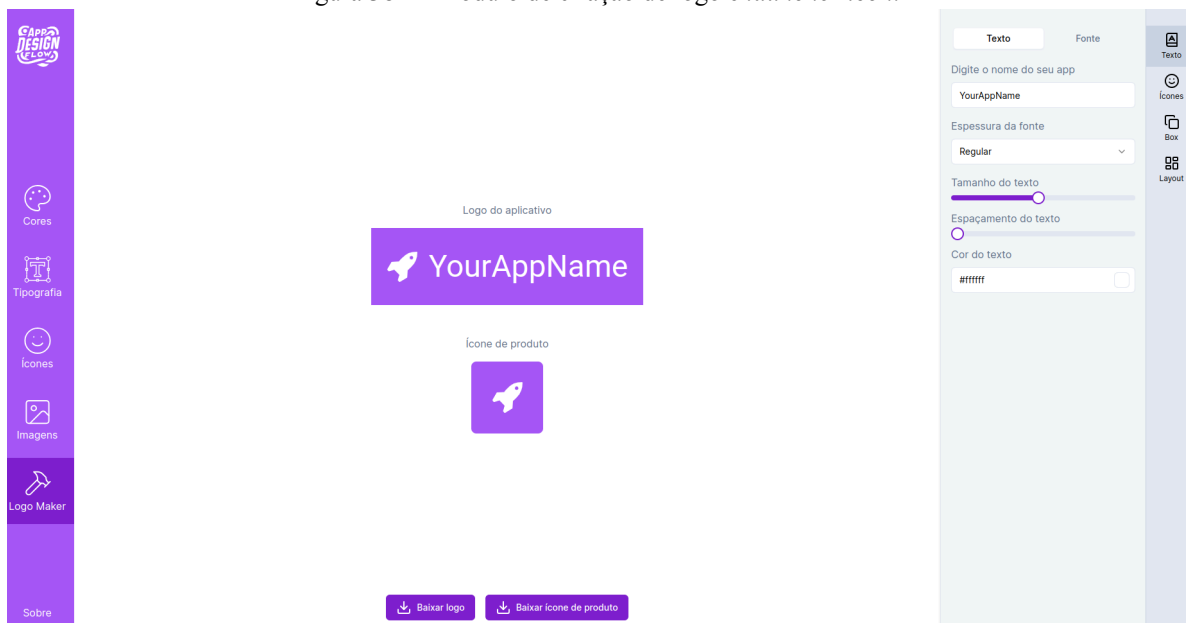 APP
DESIGN
FLOW
Cores
Tipografia
Ícones
Imagens
Logo Maker
Sobre
Logo do aplicativo
YourAppName
Ícone de produto
Baixar logo
Baixar ícone de produto
Texto
Fonte
Digite o nome do seu app
YourAppName
Espessura da fonte
Regular
Tamanho do texto
Espaçamento do texto
Cor do texto
#ffffff
Texto
Ícones
Box
Layout